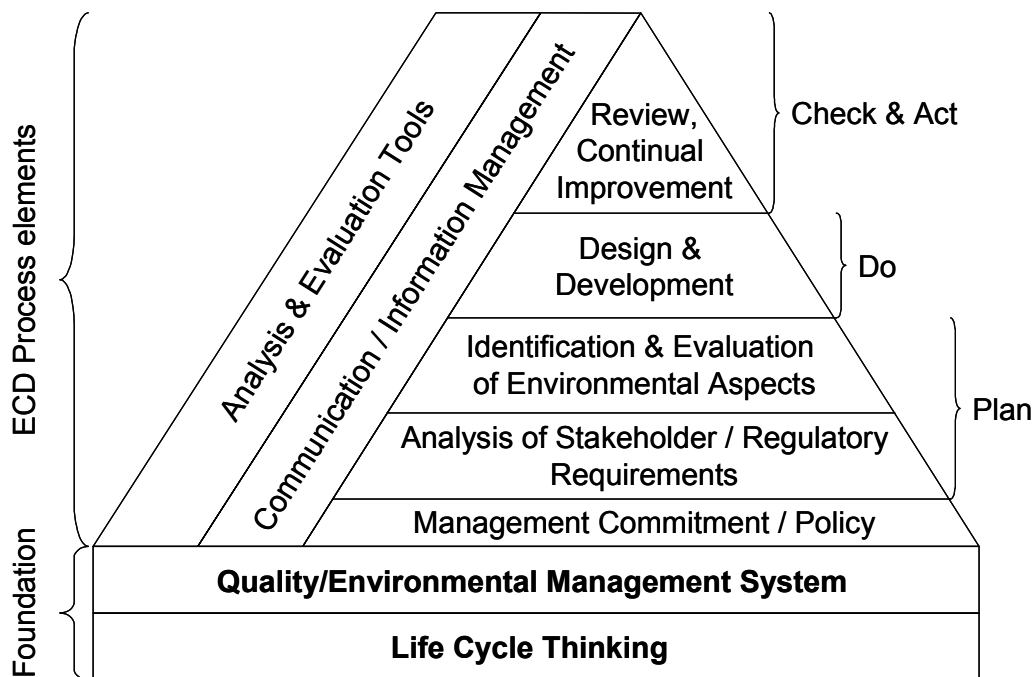 ECD Process elements
Foundation
Analysis & Evaluation Tools
Communication / Information Management
Review,
Continual
Improvement
Check & Act
Design &
Development
Do
Identification & Evaluation
of Environmental Aspects
Plan
Analysis of Stakeholder / Regulatory
Requirements
Management Commitment / Policy
Quality/Environmental Management System
Life Cycle Thinking